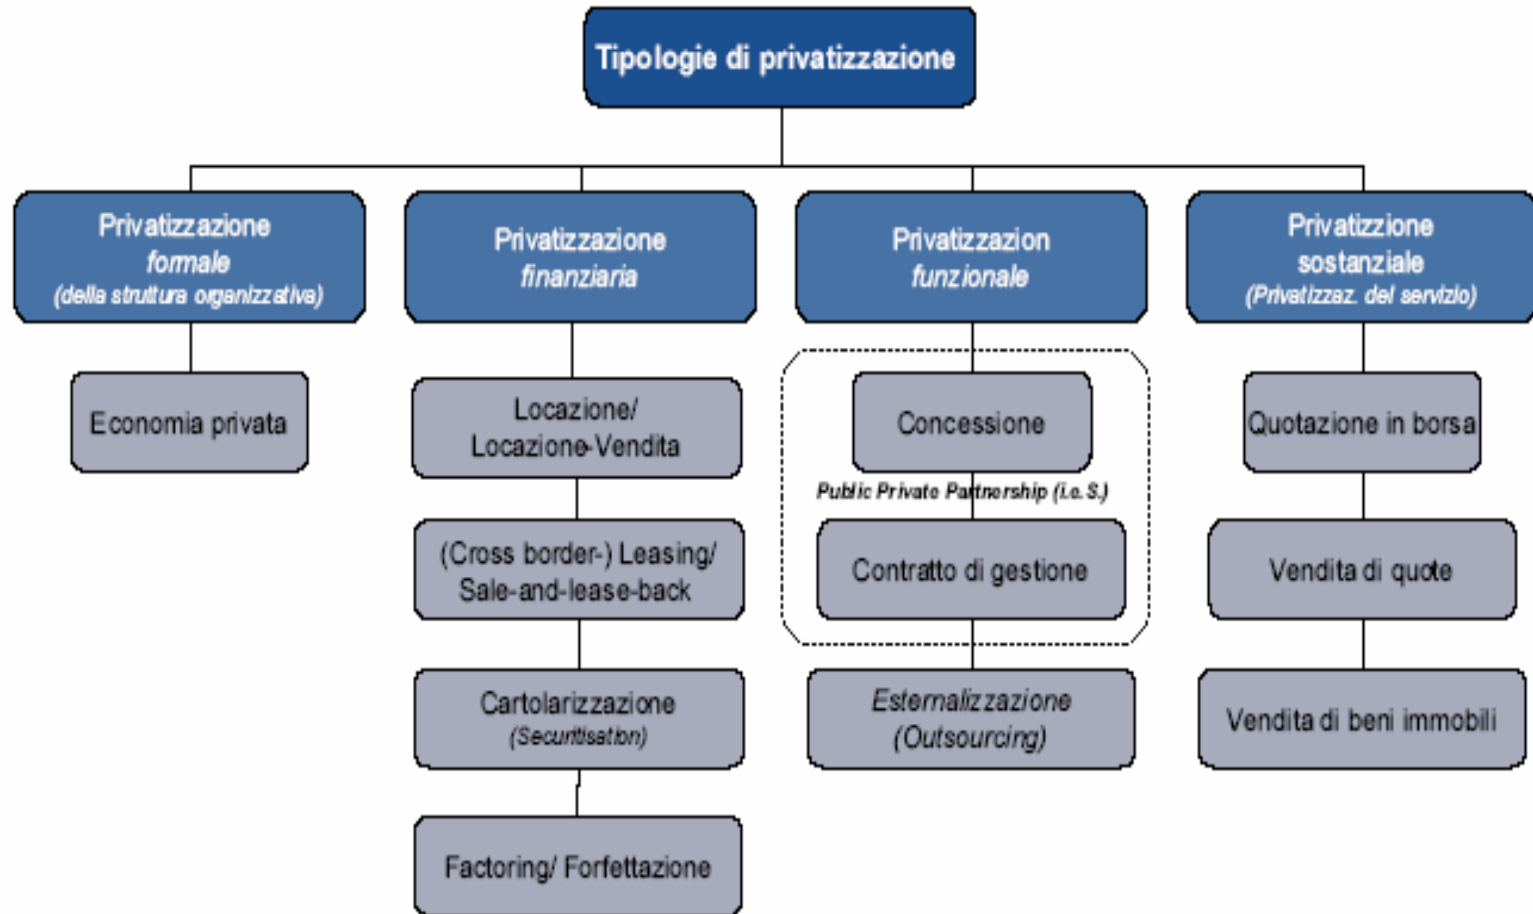 Tipologie di privatizzazione
Privatizzazione
formale
(della struttura organizzativa)
Privatizzazione
finanziaria
Privatizzazion
funzionale
Privatizzione
sostanziale
(Privatizzaz. del servizio)
Economia privata
Locazione/
Locazione-Vendita
(Cross border-) Leasing/
Sale-and-lease-back
Cartolarizzazione
(Securitisation)
Factoring/ Forfettazione
Concessione
Public Private Partnership (i.e.S.)
Contratto di gestione
Esternalizzazione
(Outsourcing)
Quotazione in borsa
Vendita di quote
Vendita di beni immobili